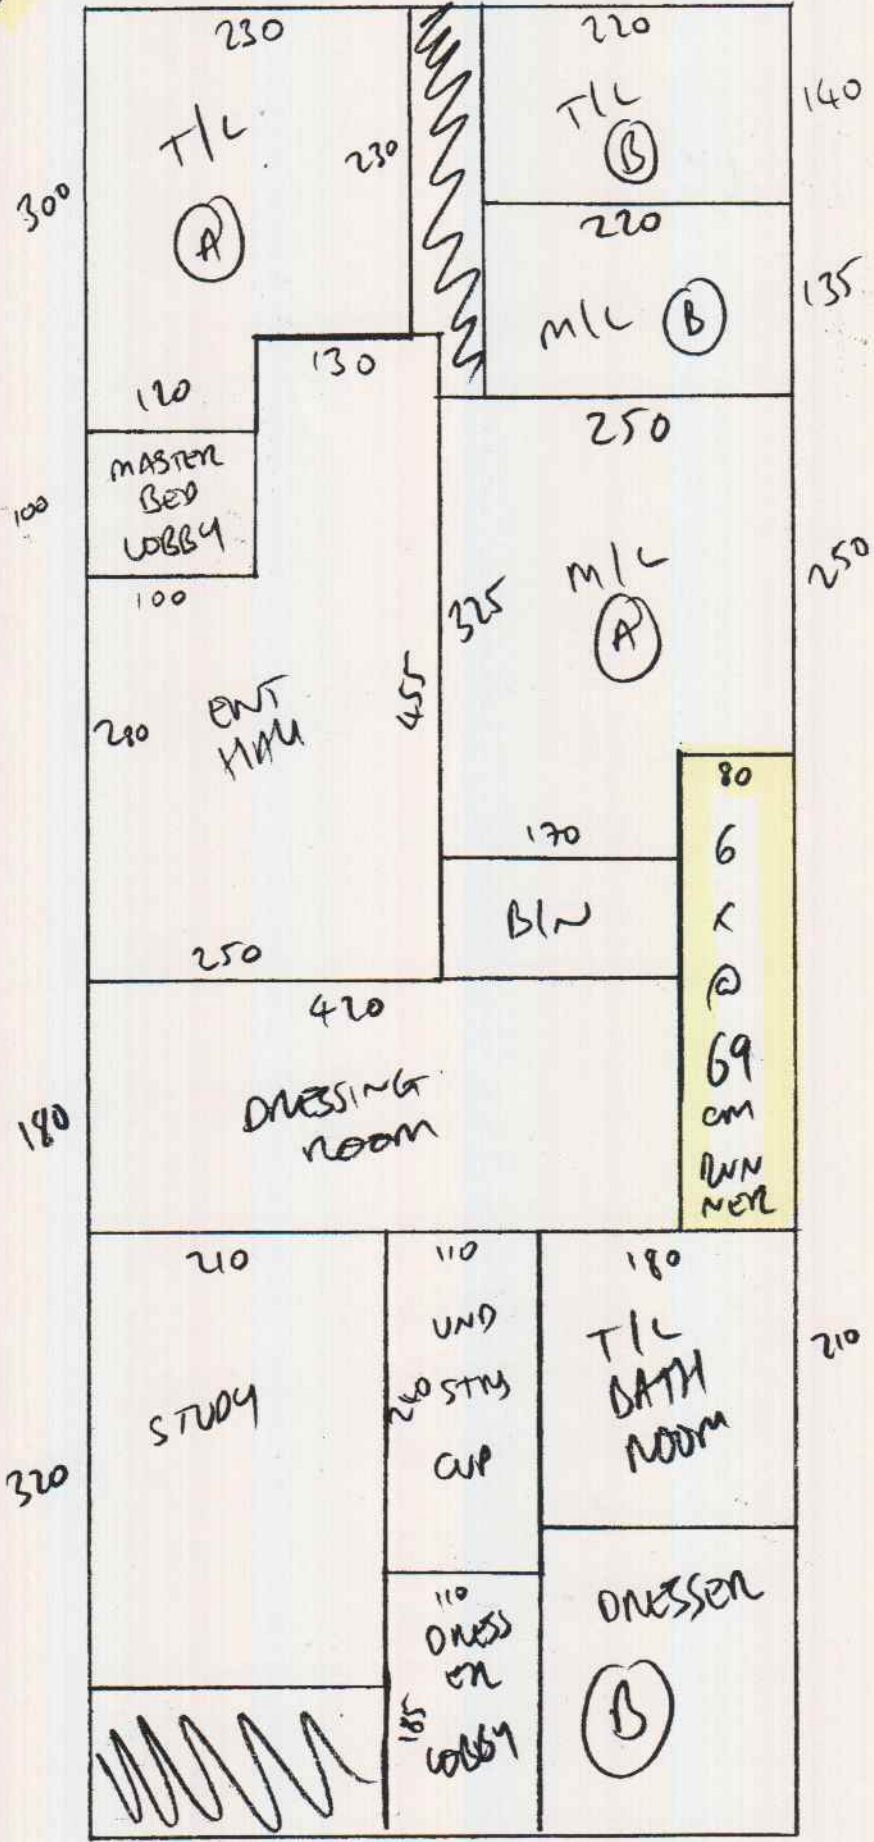 230
T/L
A
230
300
220
T/L
B
140
220
M/L B
135
120
130
MASTER
BED
LOBBY
100
100
280
ENT
HALL
455
250
250
M/L
A
325
250
170
B/N
80
6
X
@
69
cm
RUN
NER
420
DRESSING
ROOM
180
210
STUDY
320
110
UND
STRS
CUP
240
180
T/L
BATH
ROOM
210
110
DRESS
ER
LOBBY
185
DRESSER
B